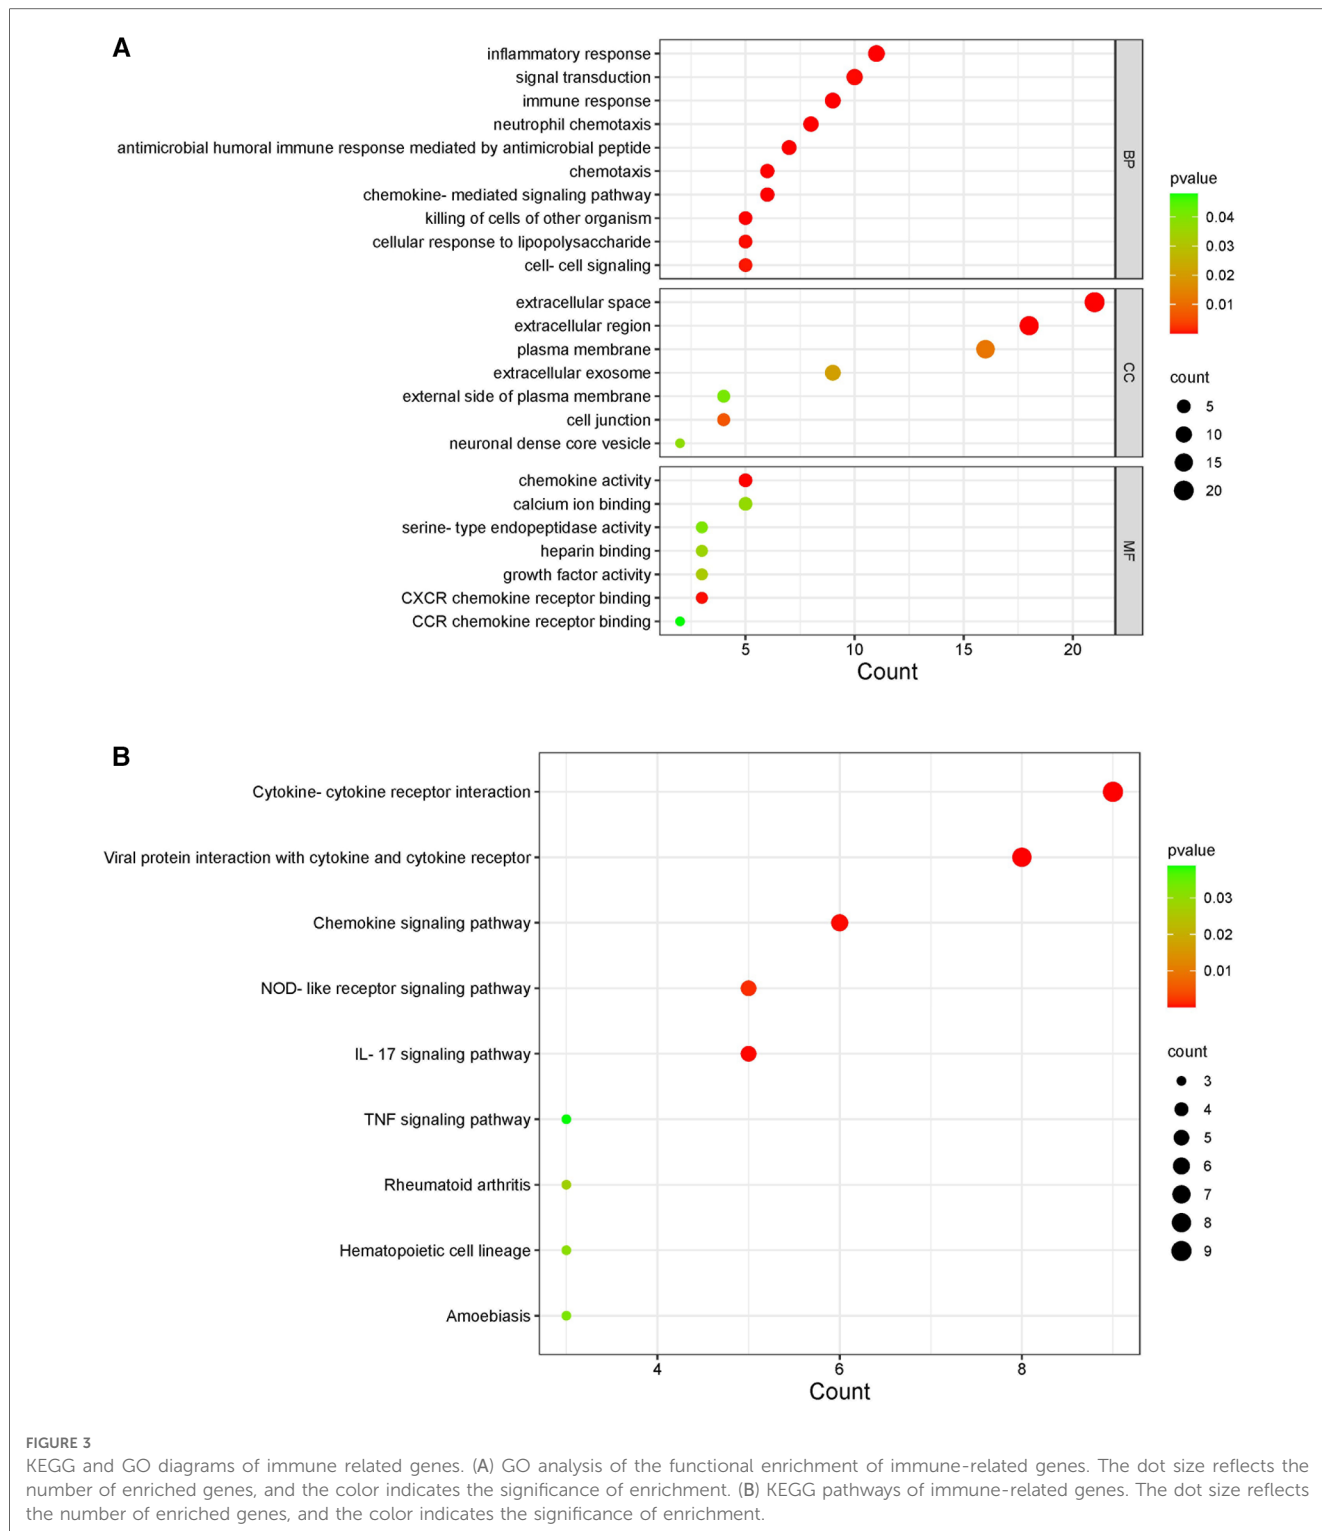 A
inflammatory response
signal transduction
immune response
neutrophil chemotaxis
antimicrobial humoral immune response mediated by antimicrobial peptide
chemotaxis
chemokine- mediated signaling pathway
killing of cells of other organism
cellular response to lipopolysaccharide
cell- cell signaling
BP
extracellular space
extracellular region
plasma membrane
extracellular exosome
external side of plasma membrane
cell junction
neuronal dense core vesicle
CC
chemokine activity
calcium ion binding
serine- type endopeptidase activity
heparin binding
growth factor activity
CXCR chemokine receptor binding
CCR chemokine receptor binding
MF
5 10 15 20
Count
pvalue
0.04
0.03
0.02
0.01
count
5
10
15
20
B
Cytokine- cytokine receptor interaction
Viral protein interaction with cytokine and cytokine receptor
Chemokine signaling pathway
NOD- like receptor signaling pathway
IL- 17 signaling pathway
TNF signaling pathway
Rheumatoid arthritis
Hematopoietic cell lineage
Amoebiasis
4 6 8
Count
pvalue
0.03
0.02
0.01
count
3
4
5
6
7
8
9
FIGURE 3
KEGG and GO diagrams of immune related genes. (A) GO analysis of the functional enrichment of immune-related genes. The dot size reflects the
number of enriched genes, and the color indicates the significance of enrichment. (B) KEGG pathways of immune-related genes. The dot size reflects
the number of enriched genes, and the color indicates the significance of enrichment.